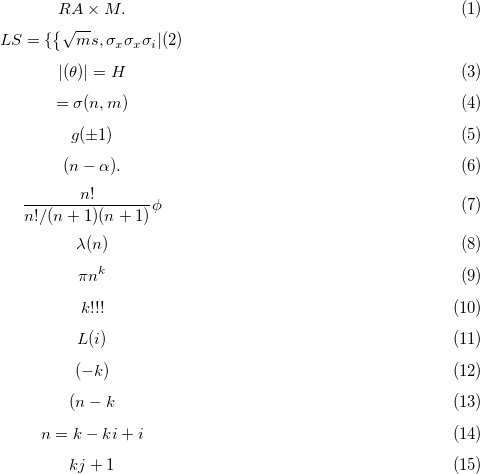 RA × M. (1)
LS = {{√ms, σ_xσ_xσ_i|(2)
|(θ)| = H (3)
= σ(n, m) (4)
g(±1) (5)
(n − α). (6)
\frac{n!}{n!/(n + 1)(n + 1)}ϕ (7)
λ(n) (8)
πn^k (9)
k!!! (10)
L(i) (11)
(−k) (12)
(n − k (13)
n = k − ki + i (14)
kj + 1 (15)